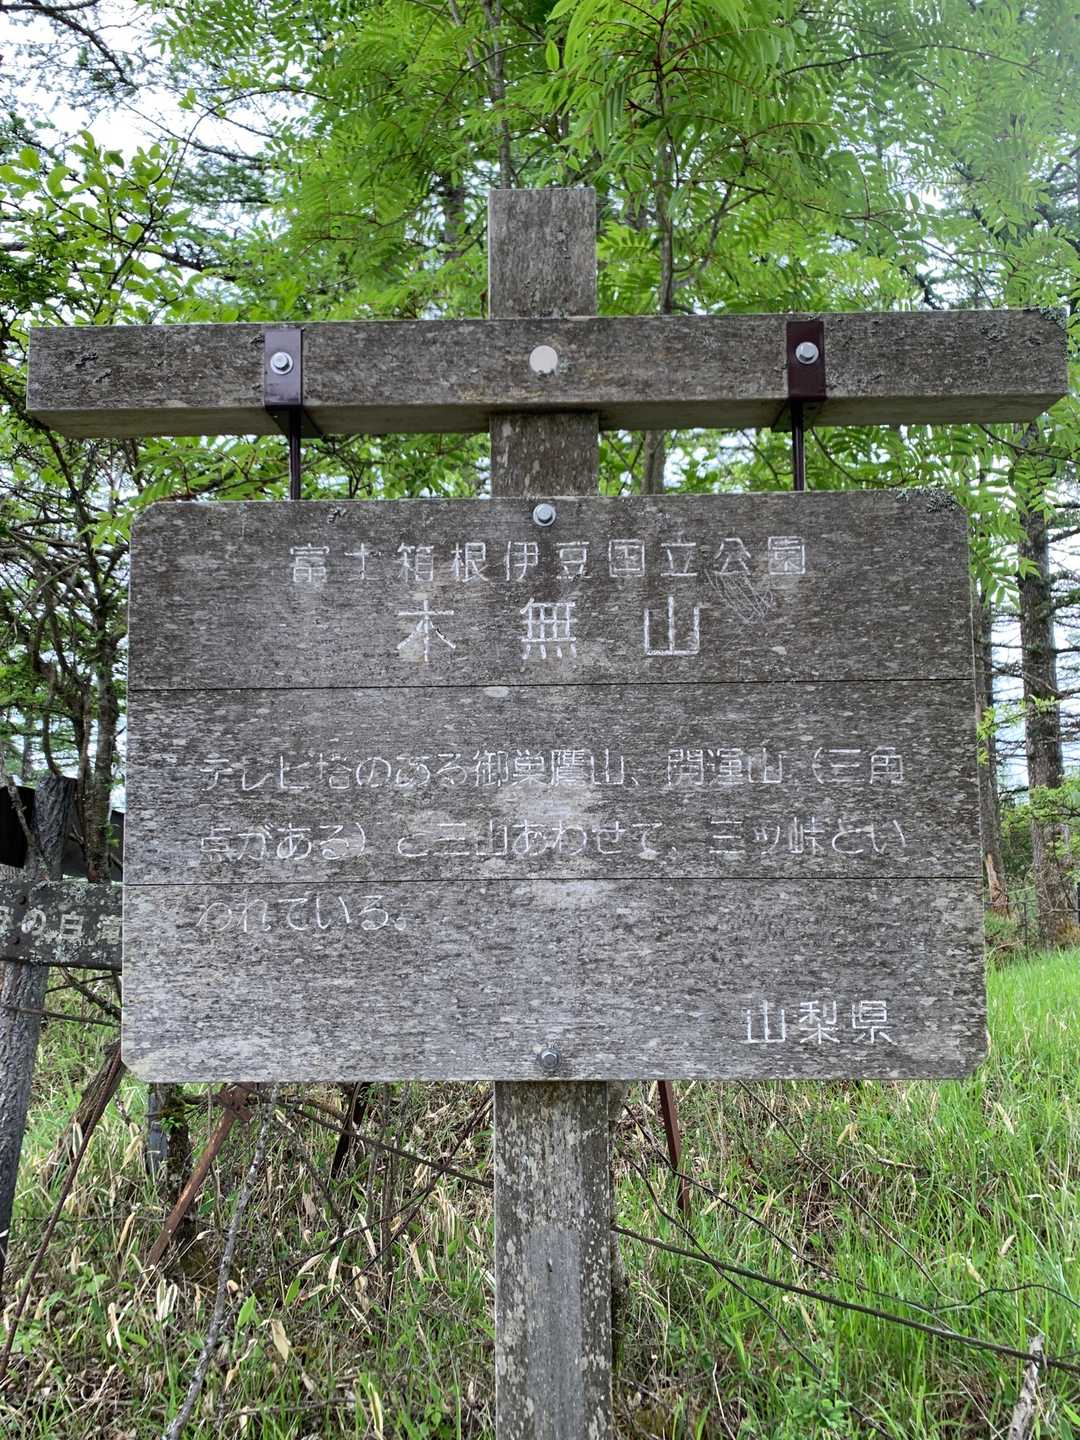 富士箱根伊豆国立公園
木無山
テレビ塔のある御巣鷹山、開運山（三角
点がある）と三山あわせて、三ッ峠とい
われている。
の白
山梨県